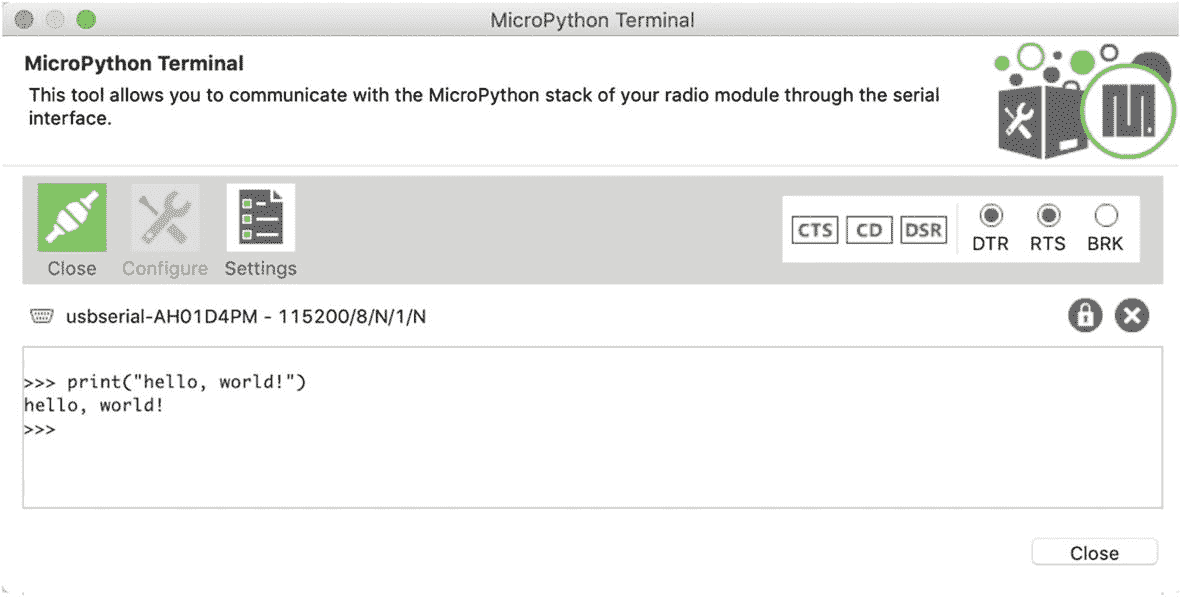 MicroPython Terminal
MicroPython Terminal
This tool allows you to communicate with the MicroPython stack of your radio module through the serial
interface.
CTS CD DSR DTR RTS BRK
Close Configure Settings
usbserial-AH01D4PM - 115200/8/N/1/N
>>> print("hello, world!")
hello, world!
>>>
Close